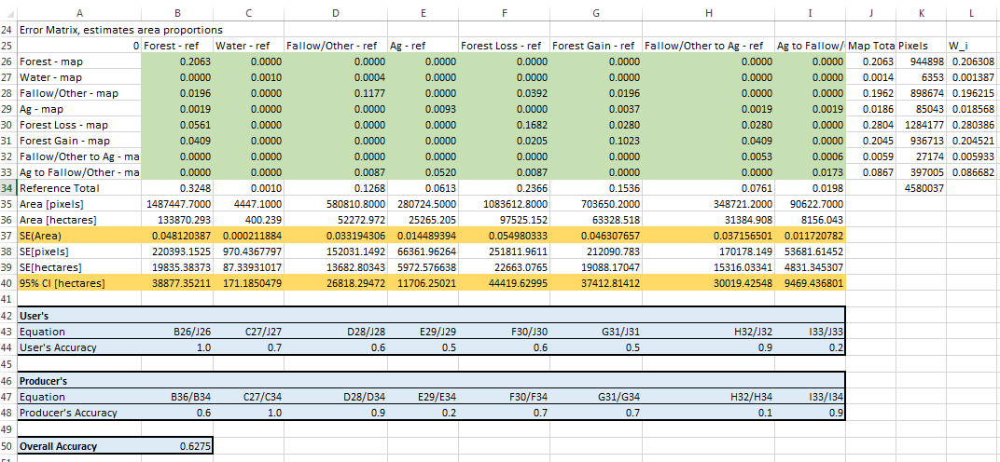 A B C D E F G H I J K L
24 Error Matrix, estimates area proportions
25 0 Forest - ref Water - ref Fallow/Other - ref Ag - ref Forest Loss - ref Forest Gain - ref Fallow/Other to Ag - ref Ag to Fallow/ Map Tota Pixels W_i
26 Forest - map 0.2063 0.0000 0.0000 0.0000 0.0000 0.0000 0.0000 0.0000 0.2063 944898 0.206308
27 Water - map 0.0000 0.0010 0.0004 0.0000 0.0000 0.0000 0.0000 0.0000 0.0014 6353 0.001387
28 Fallow/Other - map 0.0196 0.0000 0.1177 0.0000 0.0392 0.0196 0.0000 0.0000 0.1962 898674 0.196215
29 Ag - map 0.0019 0.0000 0.0000 0.0093 0.0000 0.0037 0.0019 0.0019 0.0186 85043 0.018568
30 Forest Loss - map 0.0561 0.0000 0.0000 0.0000 0.1682 0.0280 0.0280 0.0000 0.2804 1284177 0.280386
31 Forest Gain - map 0.0409 0.0000 0.0000 0.0000 0.0205 0.1023 0.0409 0.0000 0.2045 936713 0.204521
32 Fallow/Other to Ag - ma 0.0000 0.0000 0.0000 0.0000 0.0000 0.0000 0.0053 0.0006 0.0059 27174 0.005933
33 Ag to Fallow/Other - ma 0.0000 0.0000 0.0087 0.0520 0.0087 0.0000 0.0000 0.0173 0.0867 397005 0.086682
34 Reference Total 0.3248 0.0010 0.1268 0.0613 0.2366 0.1536 0.0761 0.0198 4580037
35 Area [pixels] 1487447.7000 4447.1000 580810.8000 280724.5000 1083612.8000 703650.2000 348721.2000 90622.7000
36 Area [hectares] 133870.293 400.239 52272.972 25265.205 97525.152 63328.518 31384.908 8156.043
37 SE(Area) 0.048120387 0.000211884 0.033194306 0.014489394 0.054980333 0.046307657 0.037156501 0.011720782
38 SE[pixels] 220393.1525 970.4367797 152031.1492 66361.96264 251811.9611 212090.783 170178.149 53681.61452
39 SE[hectares] 19835.38373 87.33931017 13682.80343 5972.576638 22663.0765 19088.17047 15316.03341 4831.345307
40 95% CI [hectares] 38877.35211 171.1850479 26818.29472 11706.25021 44419.62995 37412.81412 30019.42548 9469.436801
41
42 User's
43 Equation B26/J26 C27/J27 D28/J28 E29/J29 F30/J30 G31/J31 H32/J32 I33/J33
44 User's Accuracy 1.0 0.7 0.6 0.5 0.6 0.5 0.9 0.2
45
46 Producer's
47 Equation B36/B34 C27/C34 D28/D34 E29/E34 F30/F34 G31/G34 H32/H34 I33/I34
48 Producer's Accuracy 0.6 1.0 0.9 0.2 0.7 0.7 0.1 0.9
49
50 Overall Accuracy 0.6275